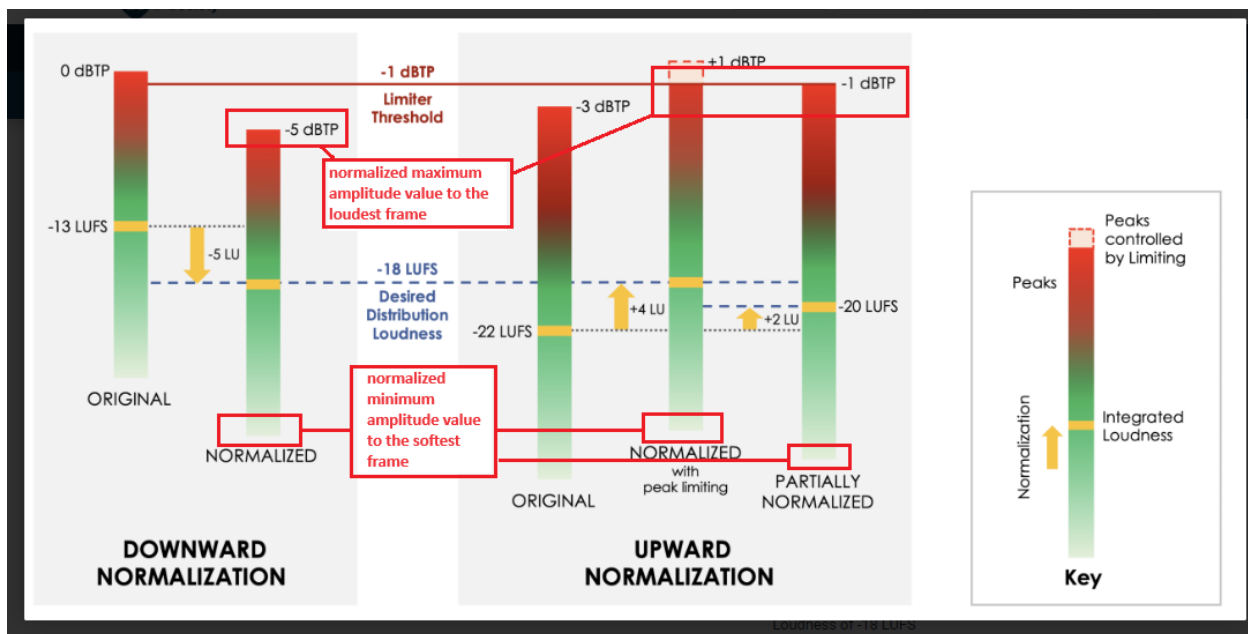 0 dBTP
-1 dBTP
Limiter
Threshold
-5 dBTP
normalized maximum
amplitude value to the
loudest frame
-13 LUFS
-5 LU
-18 LUFS
Desired
Distribution
Loudness
normalized
minimum
amplitude value
to the softest
frame
ORIGINAL
NORMALIZED
DOWNWARD
NORMALIZATION
+1 dBTP
-1 dBTP
-3 dBTP
+4 LU
+2 LU
-20 LUFS
-22 LUFS
ORIGINAL
NORMALIZED
with
peak limiting
PARTIALLY
NORMALIZED
UPWARD
NORMALIZATION
Peaks
controlled
by Limiting
Peaks
Normalization
Integrated
Loudness
Key
Loudness of -18 LUFS